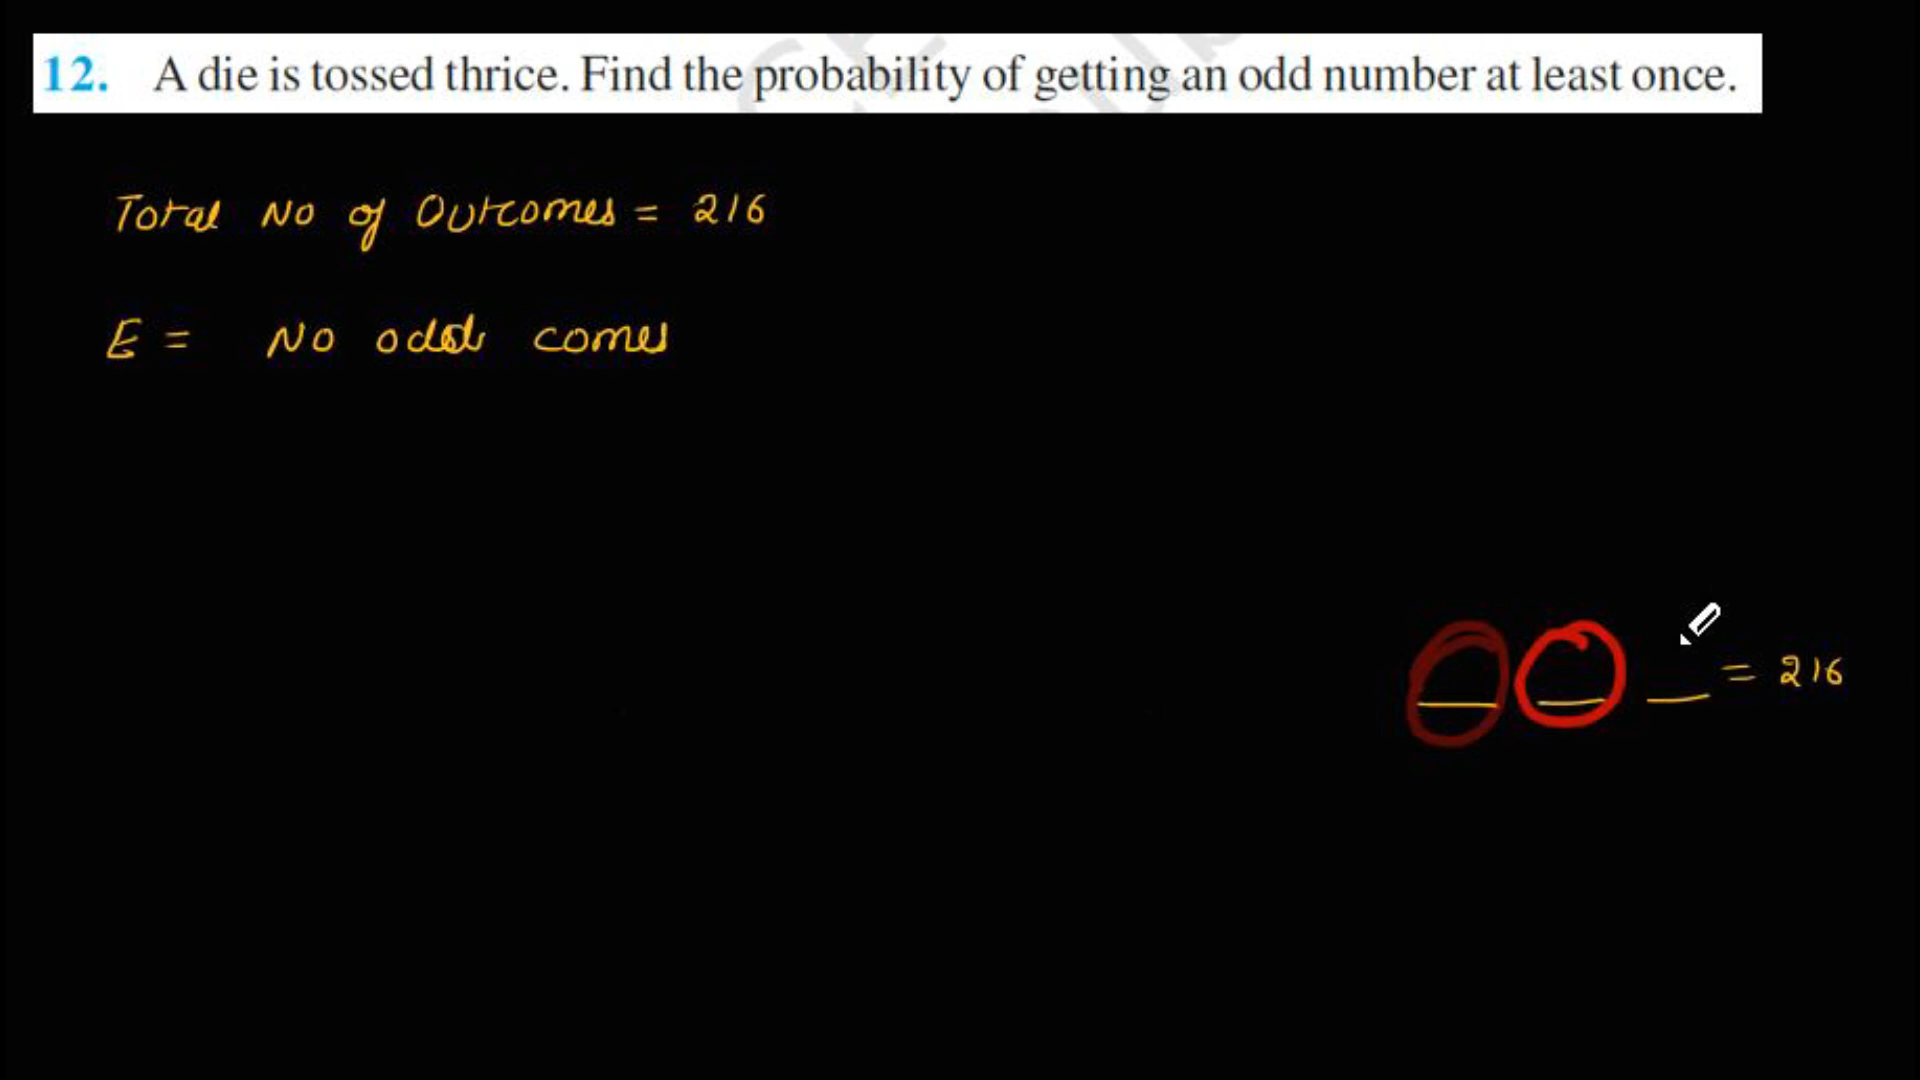 12. A die is tossed thrice. Find the probability of getting an odd number at least once.
Total No of Outcomes = 216
E = No odd comes
_ _ _ = 216